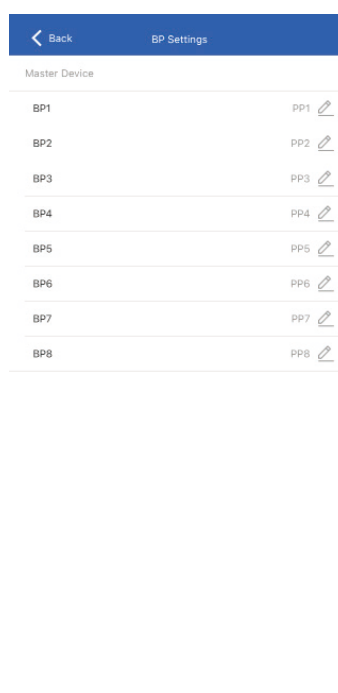 Back BP Settings
Master Device
BP1 PP1
BP2 PP2
BP3 PP3
BP4 PP4
BP5 PP5
BP6 PP6
BP7 PP7
BP8 PP8